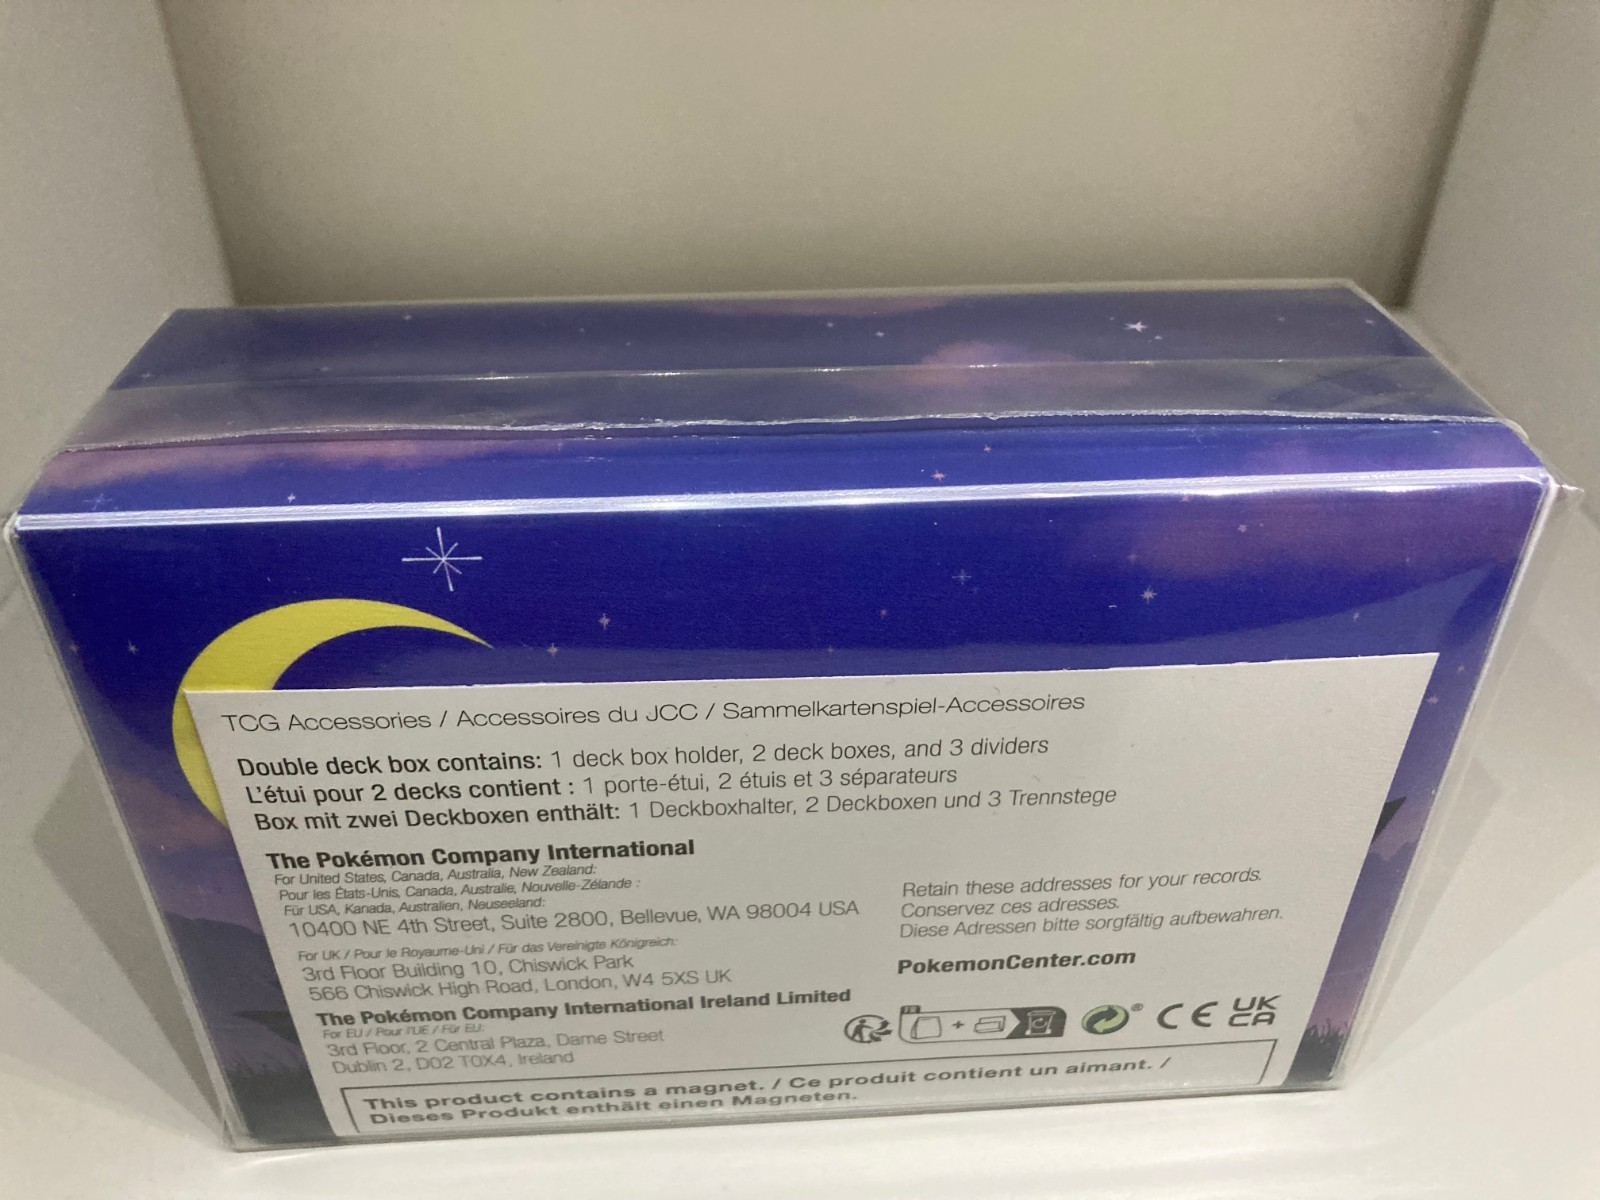 TCG Accessories / Accessoires du JCC / Sammelkartenspiel-Accessoires
Double deck box contains: 1 deck box holder, 2 deck boxes, and 3 dividers
L'étui pour 2 decks contient : 1 porte-étui, 2 étuis et 3 séparateurs
Box mit zwei Deckboxen enthält: 1 Deckboxhalter, 2 Deckboxen und 3 Trennstege
The Pokémon Company International
For United States, Canada, Australia, New Zealand:
Pour les États-Unis, Canada, Australie, Nouvelle-Zélande :
Für USA, Kanada, Australien, Neuseeland:
10400 NE 4th Street, Suite 2800, Bellevue, WA 98004 USA
For UK / Pour le Royaume-Uni / Für das Vereinigte Königreich:
3rd Floor Building 10, Chiswick Park
566 Chiswick High Road, London, W4 5XS UK
The Pokémon Company International Ireland Limited
For EU / Pour l'UE / Für EU:
3rd Floor, 2 Central Plaza, Dame Street
Dublin 2, D02 T0X4, Ireland
Retain these addresses for your records.
Conservez ces adresses.
Diese Adressen bitte sorgfältig aufbewahren.
PokemonCenter.com
FR
+
® CE UK
CA
This product contains a magnet. / Ce produit contient un aimant. /
Dieses Produkt enthält einen Magneten.